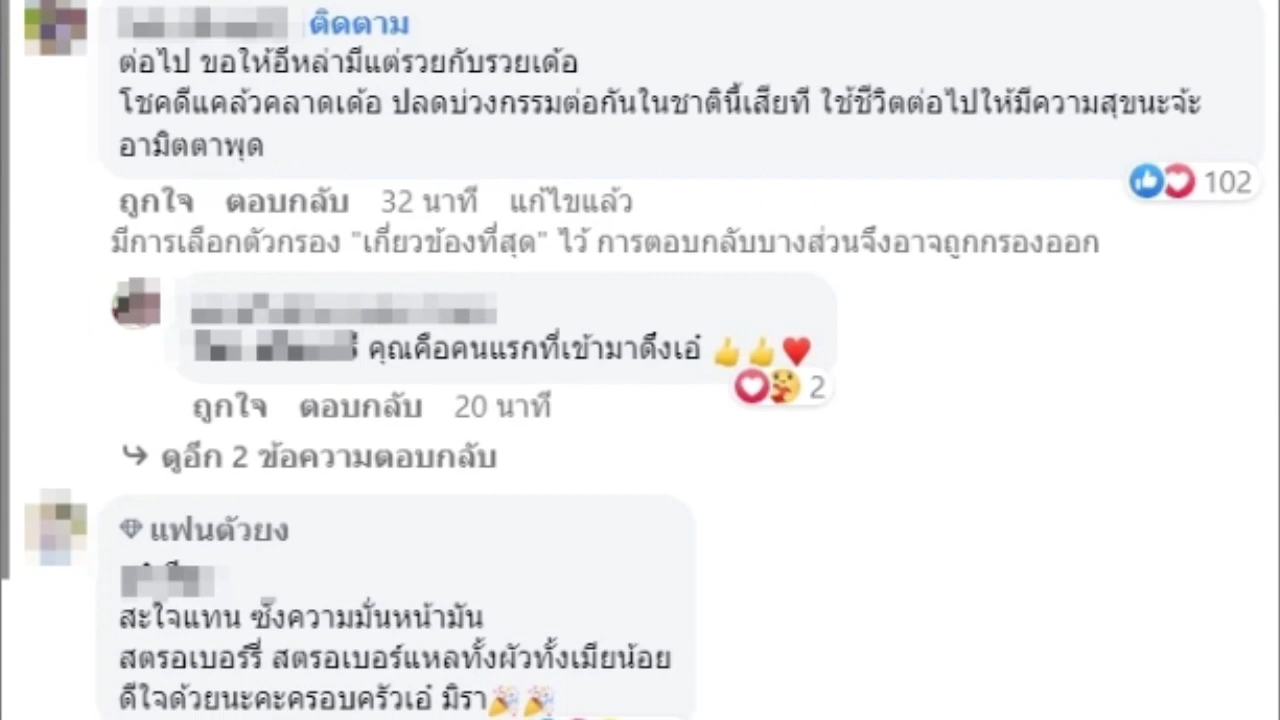 ติดตาม
ต่อไป ขอให้อีหล่ามีแต่รวยกับรวยเด้อ
โชคดีแคล้วคลาดเด้อ ปลดบ่วงกรรมต่อกันในชาตินี้เสียที ใช้ชีวิตต่อไปให้มีความสุขนะจ้ะ
อามิตตาพุด
102
ถูกใจ ตอบกลับ 32 นาที แก้ไขแล้ว
มีการเลือกตัวกรอง "เกี่ยวข้องที่สุด" ไว้ การตอบกลับบางส่วนจึงอาจถูกกรองออก
คุณคือคนแรกที่เข้ามาดึงเอ๋ 👍👍❤️
2
ถูกใจ ตอบกลับ 20 นาที
ดูอีก 2 ข้อความตอบกลับ
แฟนตัวยง
สะใจแทน ซังความมั่นหน้ามัน
สตรอเบอร์รี่ สตรอเบอร์แหลทั้งผัวทั้งเมียน้อย
ดีใจด้วยนะคะครอบครัวเอ๋ มิรา🎉🎉